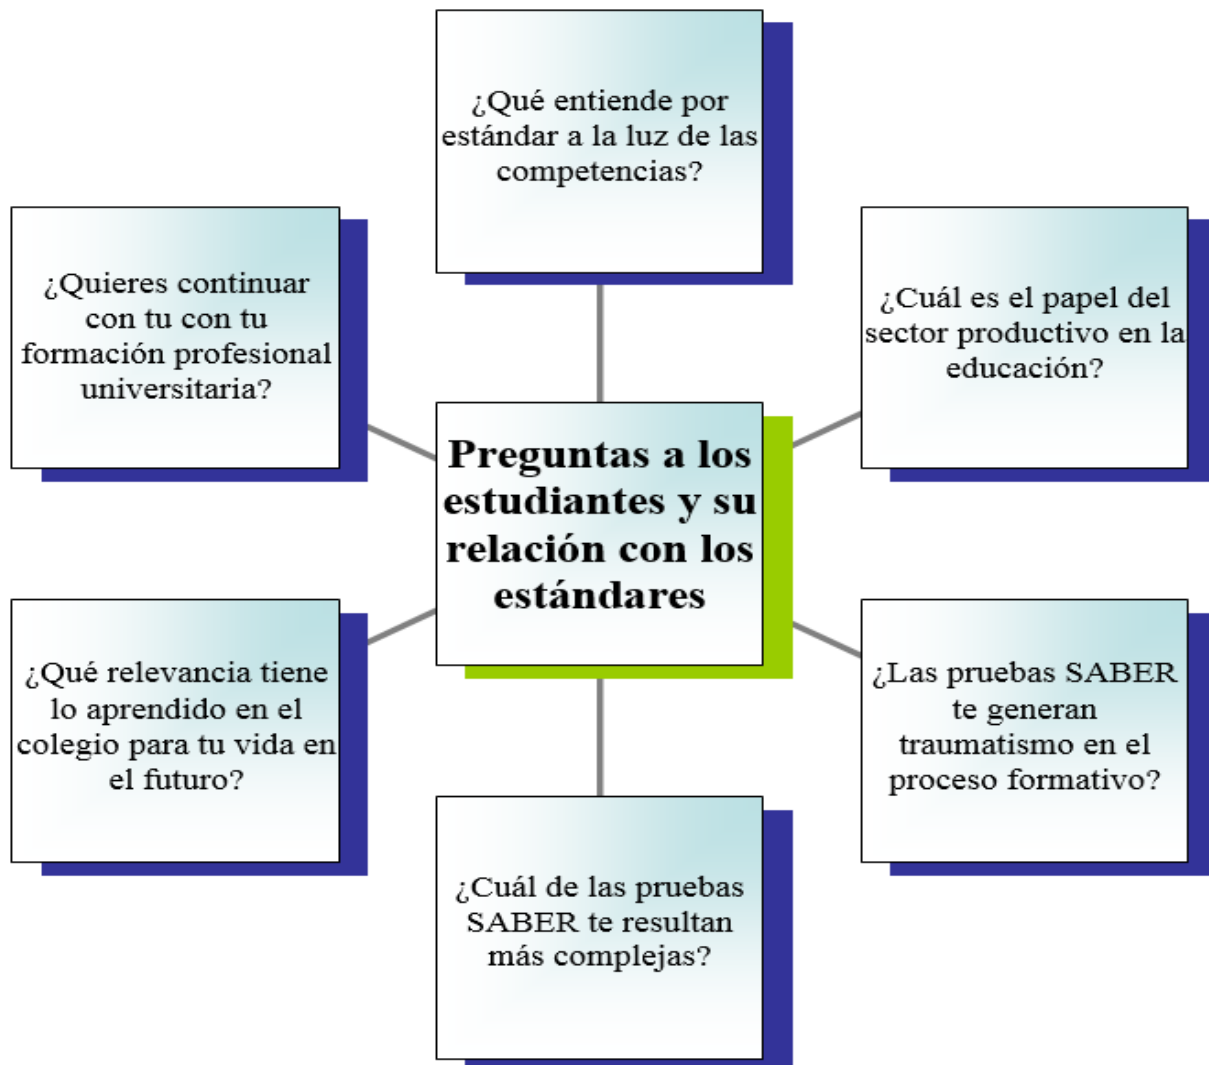 ¿Qué entiende por
estándar a la luz de las
competencias?
¿Quieres continuar
con tu con tu
formación profesional
universitaria?
¿Cuál es el papel del
sector productivo en la
educación?
Preguntas a los
estudiantes y su
relación con los
estándares
¿Qué relevancia tiene
lo aprendido en el
colegio para tu vida en
el futuro?
¿Las pruebas SABER
te generan
traumatismo en el
proceso formativo?
¿Cuál de las pruebas
SABER te resultan
más complejas?